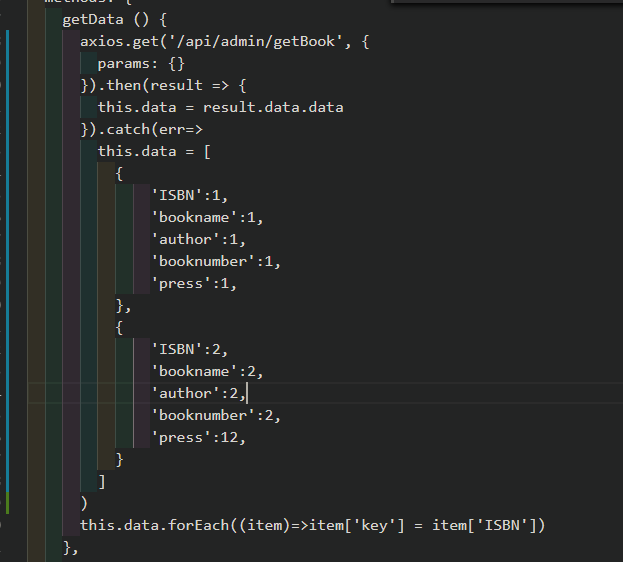 methods: {
getData () {
axios.get('/api/admin/getBook', {
params: {}
}).then(result => {
this.data = result.data.data
}).catch(err=>
this.data = [
{
'ISBN':1,
'bookname':1,
'author':1,
'booknumber':1,
'press':1,
},
{
'ISBN':2,
'bookname':2,
'author':2,
'booknumber':2,
'press':12,
}
]
)
this.data.forEach((item)=>item['key'] = item['ISBN'])
},